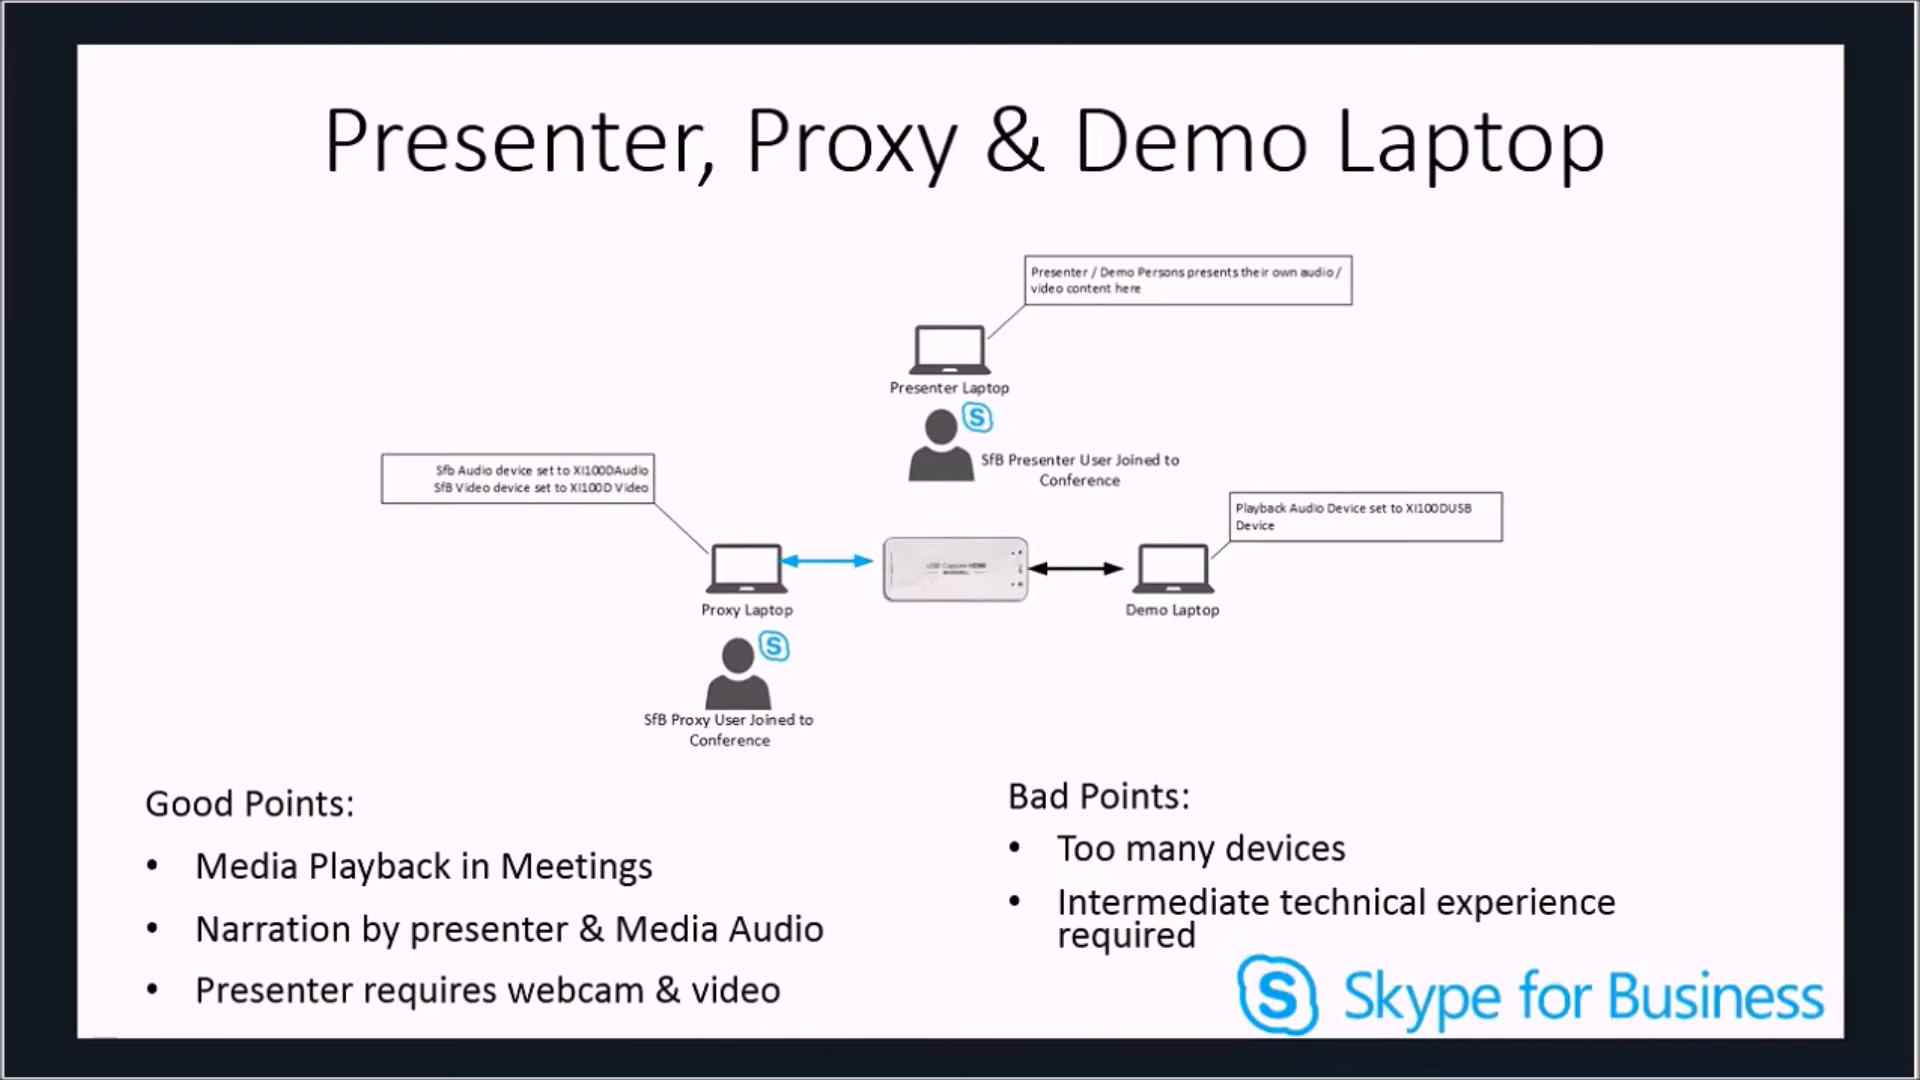 Presenter, Proxy & Demo Laptop
Presenter / Demo Persons presents their own audio /
video content here
Presenter Laptop
SfB Presenter User Joined to
Conference
Sfb Audio device set to XI100DAudio
SfB Video device set to XI100D Video
Playback Audio Device set to XI100DUSB
Device
USB Capture HDMI
Proxy Laptop
Demo Laptop
SfB Proxy User Joined to
Conference
Good Points:
• Media Playback in Meetings
• Narration by presenter & Media Audio
• Presenter requires webcam & video
Bad Points:
• Too many devices
• Intermediate technical experience
required
Skype for Business